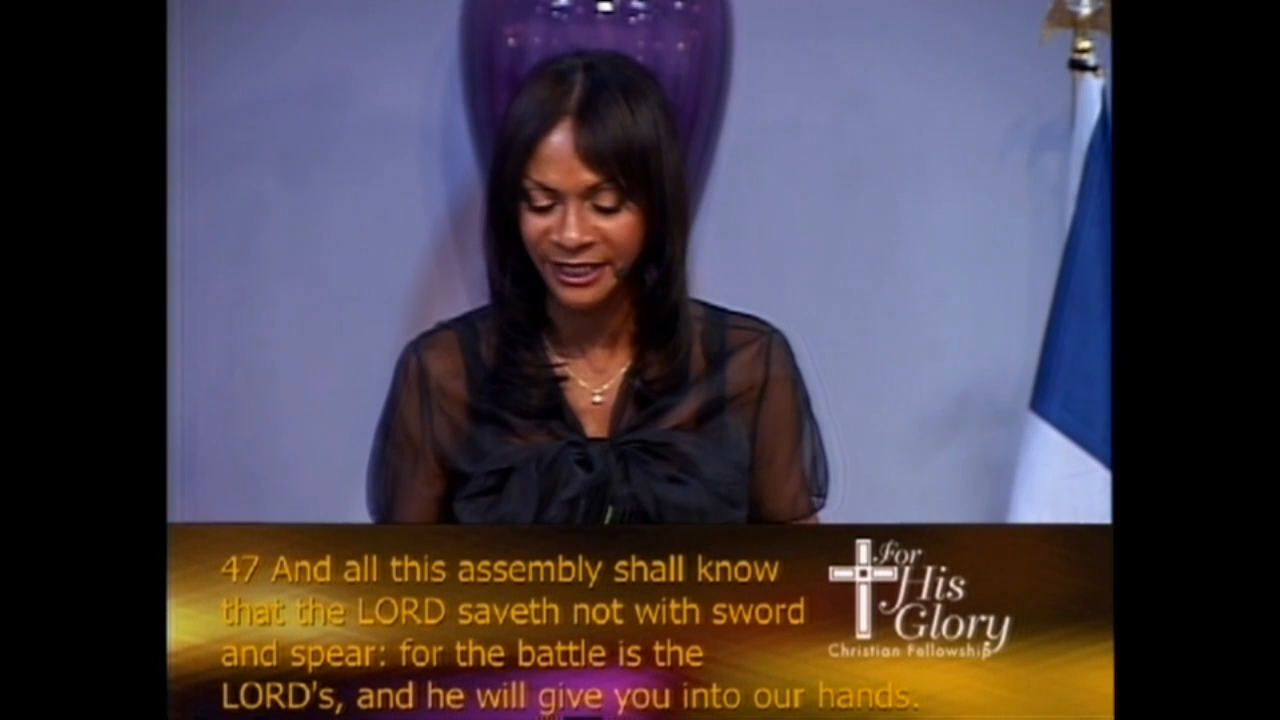 47 And all this assembly shall know
that the LORD saveth not with sword
and spear: for the battle is the
LORD's, and he will give you into our hands.
For
His
Glory
Christian Fellowship